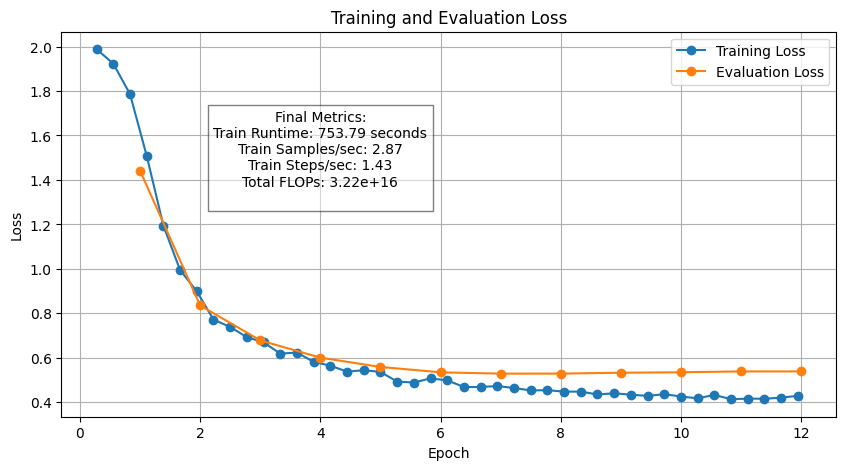 Training and Evaluation Loss
2.0
1.8
1.6
1.4
1.2
1.0
0.8
0.6
0.4
Loss
Training Loss
Evaluation Loss
Final Metrics:
Train Runtime: 753.79 seconds
Train Samples/sec: 2.87
Train Steps/sec: 1.43
Total FLOPs: 3.22e+16
0 2 4 6 8 10 12
Epoch